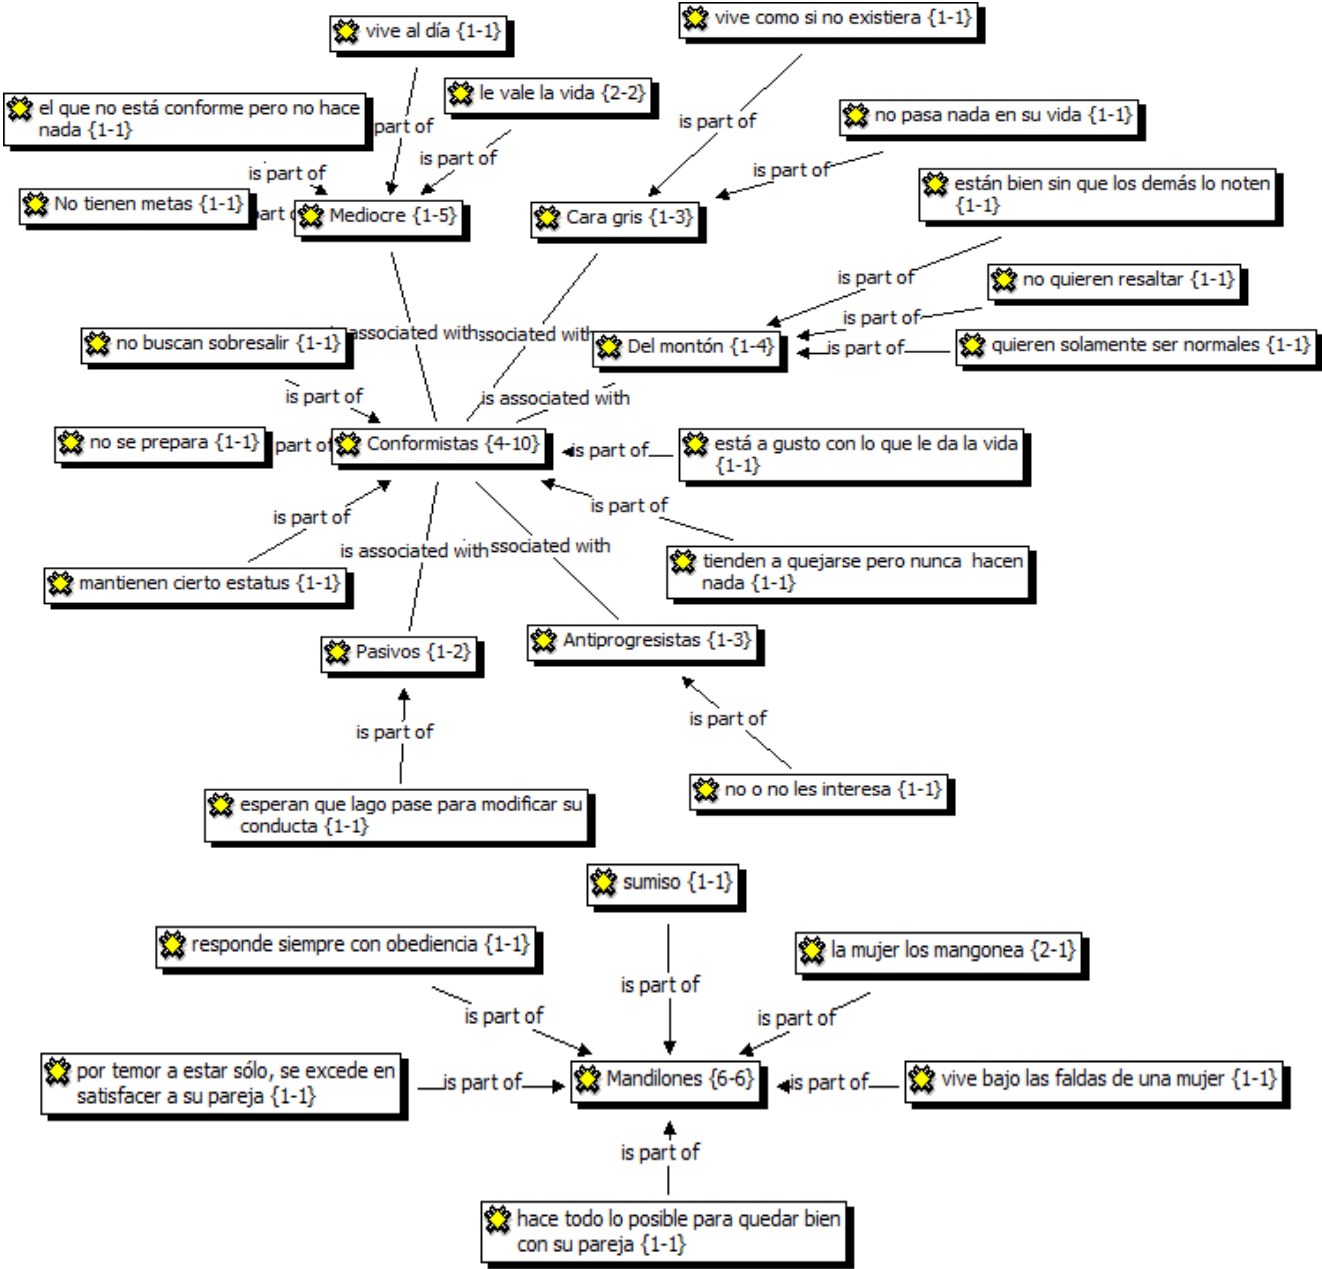 vive como si no existiera {1-1}
vive al día {1-1}
le vale la vida {2-2}
el que no está conforme pero no hace
nada {1-1}
no pasa nada en su vida {1-1}
part of
is part of
is part of
is part of
is part of
is part of
están bien sin que los demás lo noten
{1-1}
No tienen metas {1-1}
Mediocre {1-5}
Cara gris {1-3}
is part of
no quieren resaltar {1-1}
is part of
associated with
ssociated with
no buscan sobresalir {1-1}
Del montón {1-4}
is part of
quieren solamente ser normales {1-1}
is part of
is associated with
no se prepara {1-1}
part of
Conformistas {4-10}
is part of
está a gusto con lo que le da la vida
{1-1}
is part of
is part of
is associated with
ssociated with
tienden a quejarse pero nunca  hacen
nada {1-1}
mantienen cierto estatus {1-1}
Pasivos {1-2}
Antiprogresistas {1-3}
is part of
is part of
esperan que lago pase para modificar su
conducta {1-1}
no o no les interesa {1-1}
sumiso {1-1}
responde siempre con obediencia {1-1}
la mujer los mangonea {2-1}
is part of
is part of
is part of
por temor a estar sólo, se excede en
satisfacer a su pareja {1-1}
is part of
Mandilones {6-6}
is part of
vive bajo las faldas de una mujer {1-1}
is part of
hace todo lo posible para quedar bien
con su pareja {1-1}